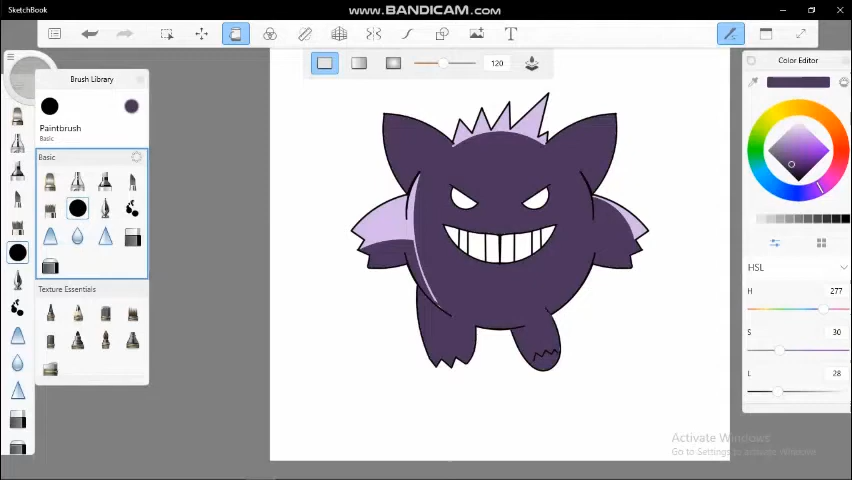 SketchBook
www.BANDICAM.com
T
120
Brush Library
Color Editor
Paintbrush
Basic
Basic
Texture Essentials
HSL
H 277
S 30
L 28
Activate Windows
Go to Settings to activate Windows.